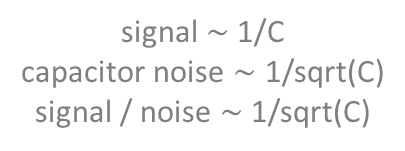 signal ~ 1/C
capacitor noise ~ 1/sqrt(C)
signal / noise ~ 1/sqrt(C)